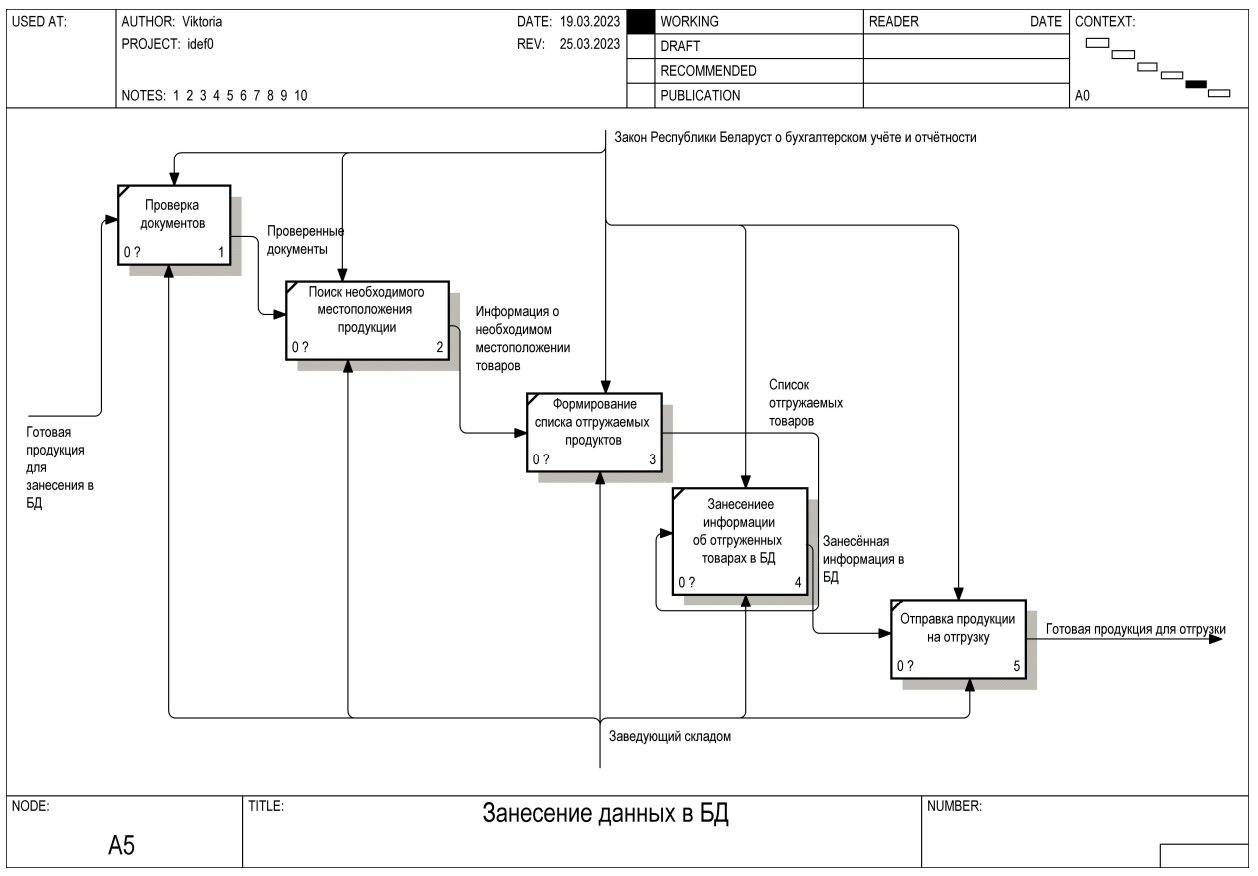 USED AT:
AUTHOR: Viktoria
DATE: 19.03.2023
WORKING
READER
DATE
CONTEXT:
PROJECT: idef0
REV: 25.03.2023
DRAFT
RECOMMENDED
NOTES: 1 2 3 4 5 6 7 8 9 10
PUBLICATION
A0
Закон Республики Беларуст о бухгалтерском учёте и отчётности
Проверка
документов
0 ?
1
Проверенные
документы
Поиск необходимого
местоположения
продукции
0 ?
2
Информация о
необходимом
местоположении
товаров
Формирование
списка отгружаемых
продуктов
0 ?
3
Список
отгружаемых
товаров
Готовая
продукция
для
занесения в
БД
Занесениее
информации
об отгруженных
товарах в БД
0 ?
4
Занесённая
информация в
БД
Отправка продукции
на отгрузку
0 ?
5
Готовая продукция для отгрузки
Заведующий складом
NODE:
A5
TITLE:
Занесение данных в БД
NUMBER: